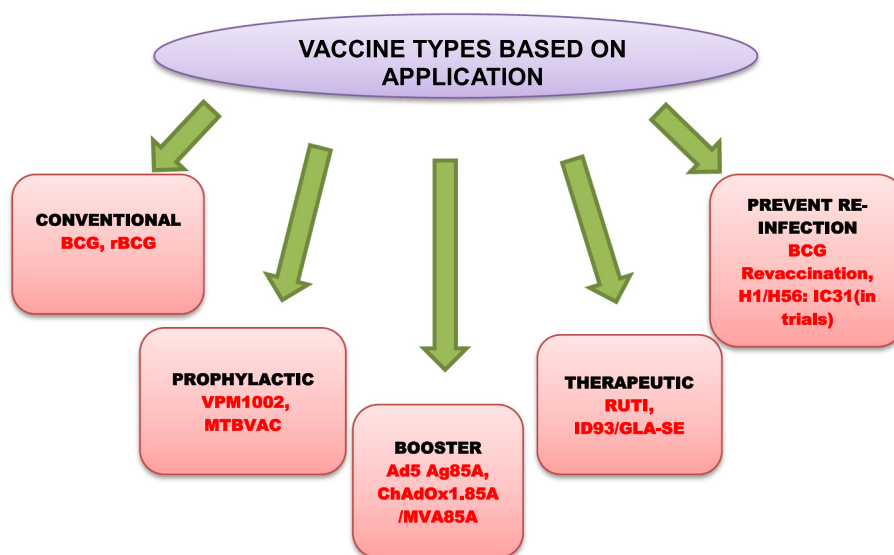 VACCINE TYPES BASED ON
APPLICATION
CONVENTIONAL
BCG, rBCG
PROPHYLACTIC
VPM1002,
MTBVAC
BOOSTER
Ad5 Ag85A,
ChAdOx1.85A
/MVA85A
THERAPEUTIC
RUTI,
ID93/GLA-SE
PREVENT RE-
INFECTION
BCG
Revaccination,
H1/H56: IC31(in
trials)